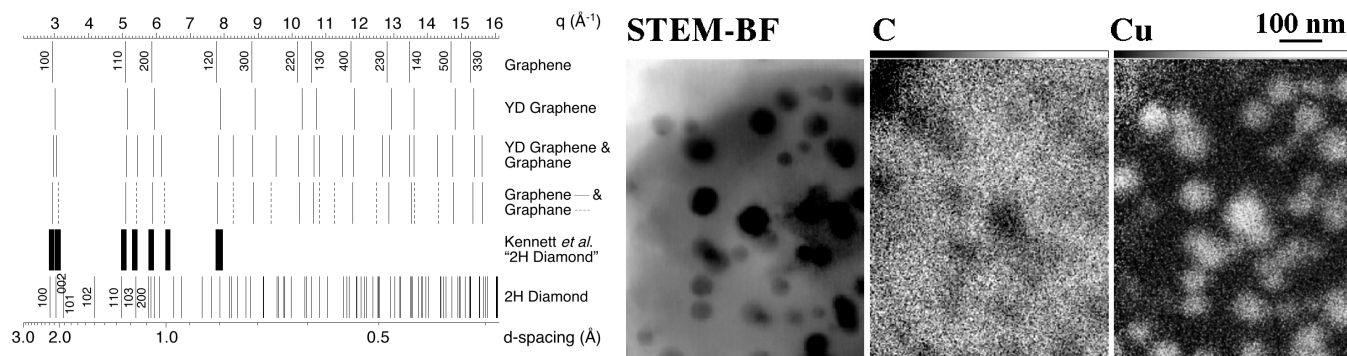 3 4 5 6 7 8 9 10 11 12 13 14 15 16 q (Å-1)
100 110 200 120 300 220 130 400 230 140 500 330 Graphene
YD Graphene
YD Graphene &
Graphane
Graphene — &
Graphane ----
Kennett et al.
“2H Diamond”
100 002 101 102 110 103 200 2H Diamond
3.0 2.0 1.0 0.5 d-spacing (Å)
STEM-BF
C
Cu
100 nm